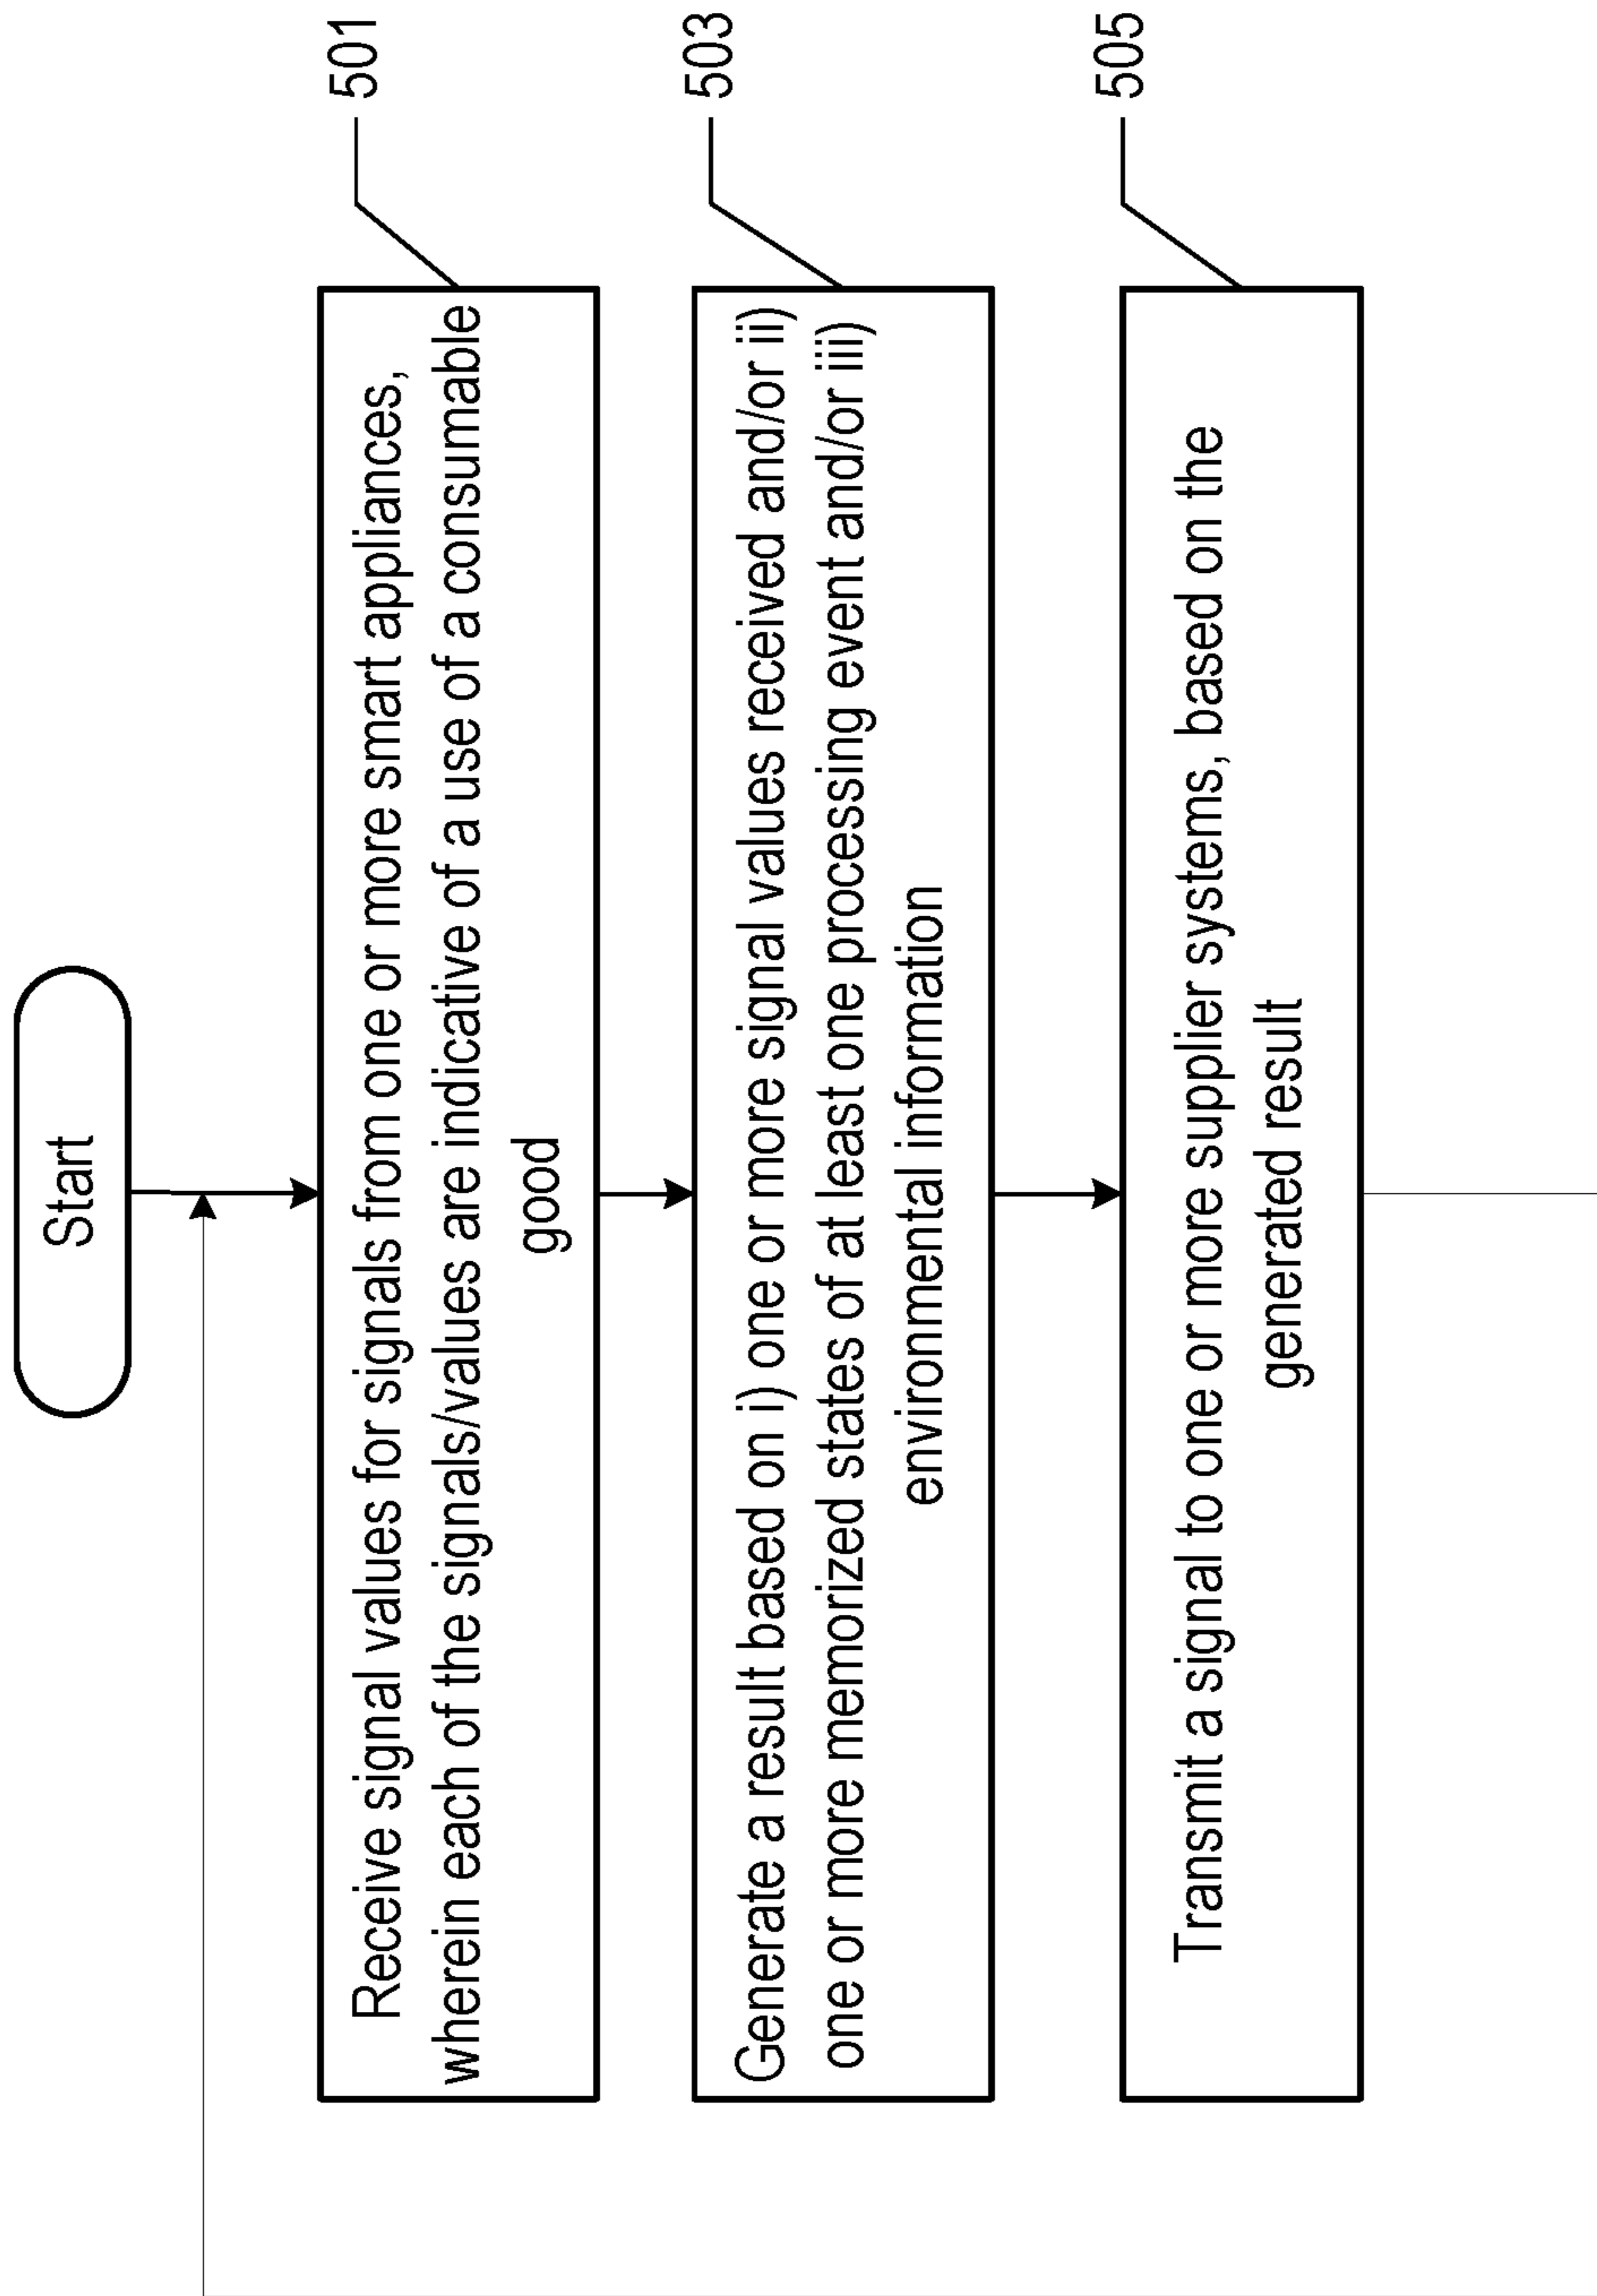 Start
Receive signal values for signals from one or more smart appliances,
wherein each of the signals/values are indicative of a use of a consumable
good
501
Generate a result based on i) one or more signal values received and/or ii)
one or more memorized states of at least one processing event and/or iii)
environmental information
503
Transmit a signal to one or more supplier systems, based on the
generated result
505